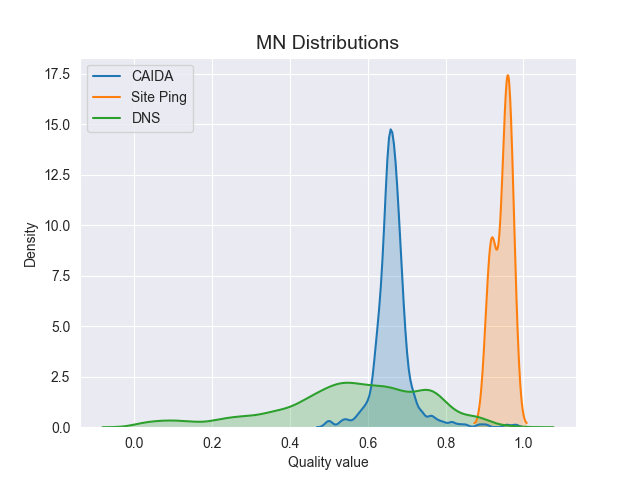 MN Distributions
CAIDA
Site Ping
DNS
17.5
15.0
12.5
10.0
7.5
5.0
2.5
0.0
Density
0.0 0.2 0.4 0.6 0.8 1.0
Quality value